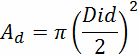 A_d = π (Did / 2)²